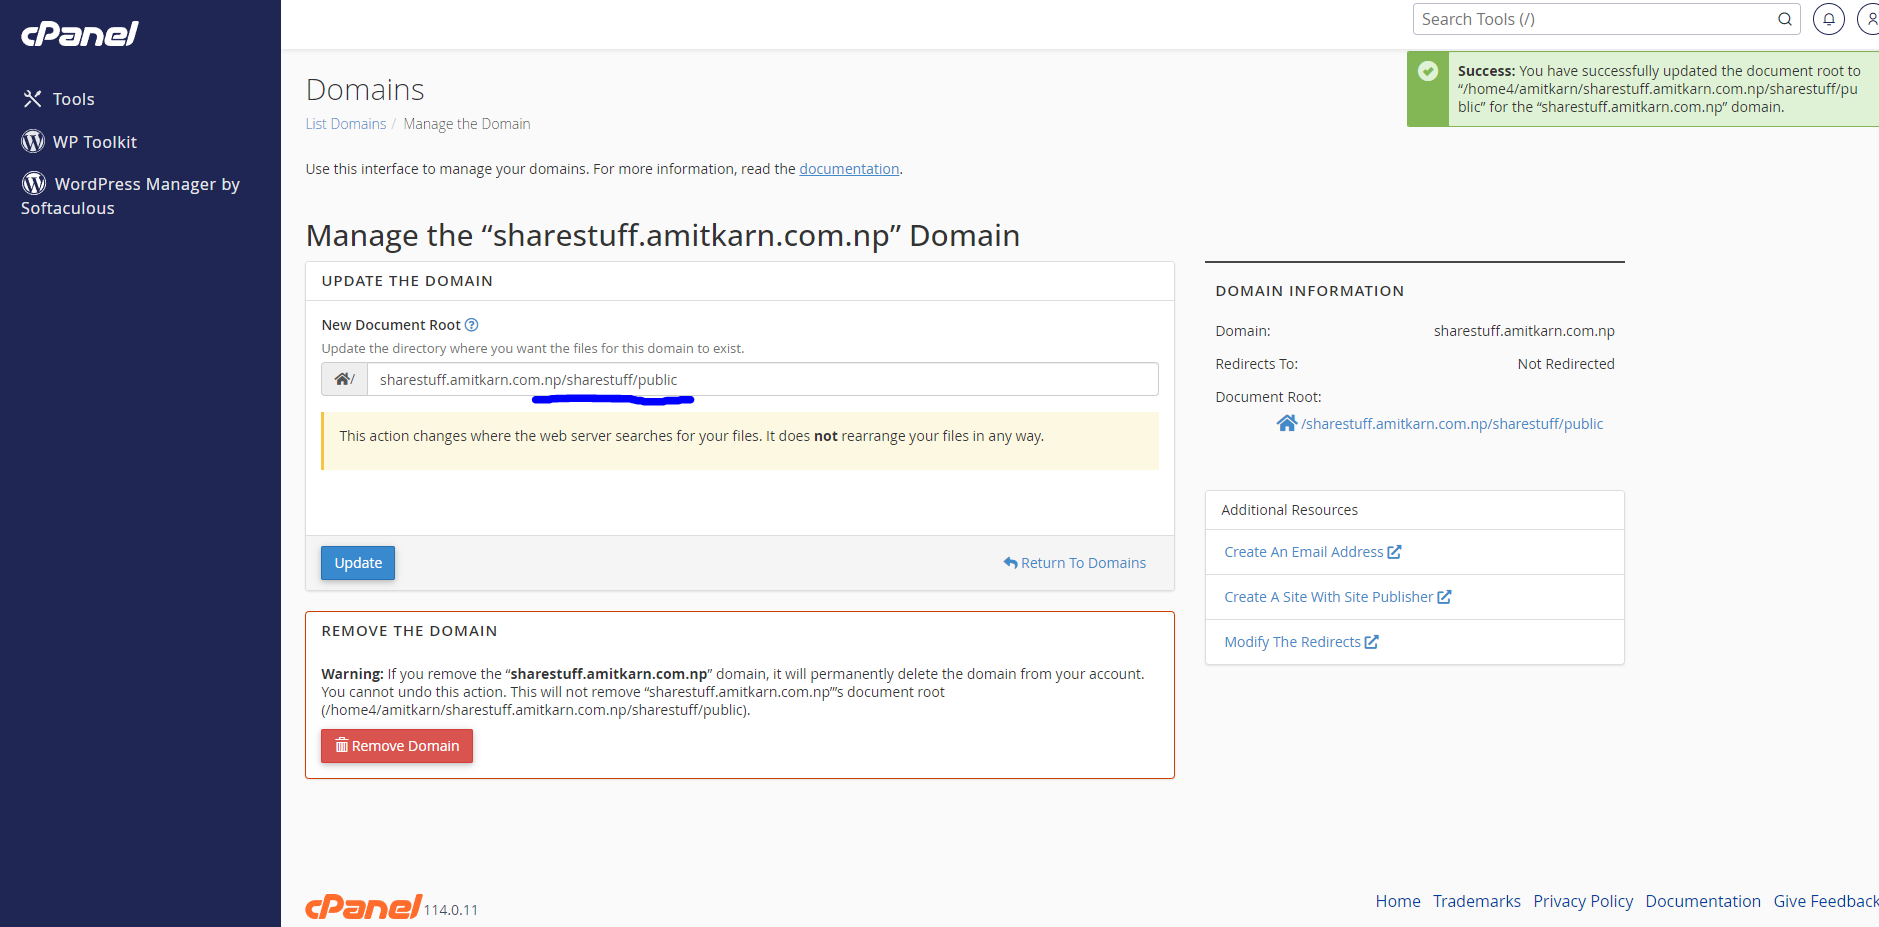 cPanel
Search Tools (/)
Tools
WP Toolkit
WordPress Manager by
Softaculous
Success: You have successfully updated the document root to
“/home4/amitkarn/sharestuff.amitkarn.com.np/sharestuff/pu
blic” for the “sharestuff.amitkarn.com.np” domain.
Domains
List Domains / Manage the Domain
Use this interface to manage your domains. For more information, read the documentation.
Manage the “sharestuff.amitkarn.com.np” Domain
UPDATE THE DOMAIN
New Document Root
Update the directory where you want the files for this domain to exist.
/ sharestuff.amitkarn.com.np/sharestuff/public
This action changes where the web server searches for your files. It does not rearrange your files in any way.
Update
Return To Domains
REMOVE THE DOMAIN
Warning: If you remove the “sharestuff.amitkarn.com.np” domain, it will permanently delete the domain from your account.
You cannot undo this action. This will not remove “sharestuff.amitkarn.com.np”’s document root
(/home4/amitkarn/sharestuff.amitkarn.com.np/sharestuff/public).
Remove Domain
DOMAIN INFORMATION
Domain: sharestuff.amitkarn.com.np
Redirects To: Not Redirected
Document Root:
/sharestuff.amitkarn.com.np/sharestuff/public
Additional Resources
Create An Email Address
Create A Site With Site Publisher
Modify The Redirects
cPanel 114.0.11
Home Trademarks Privacy Policy Documentation Give Feedback